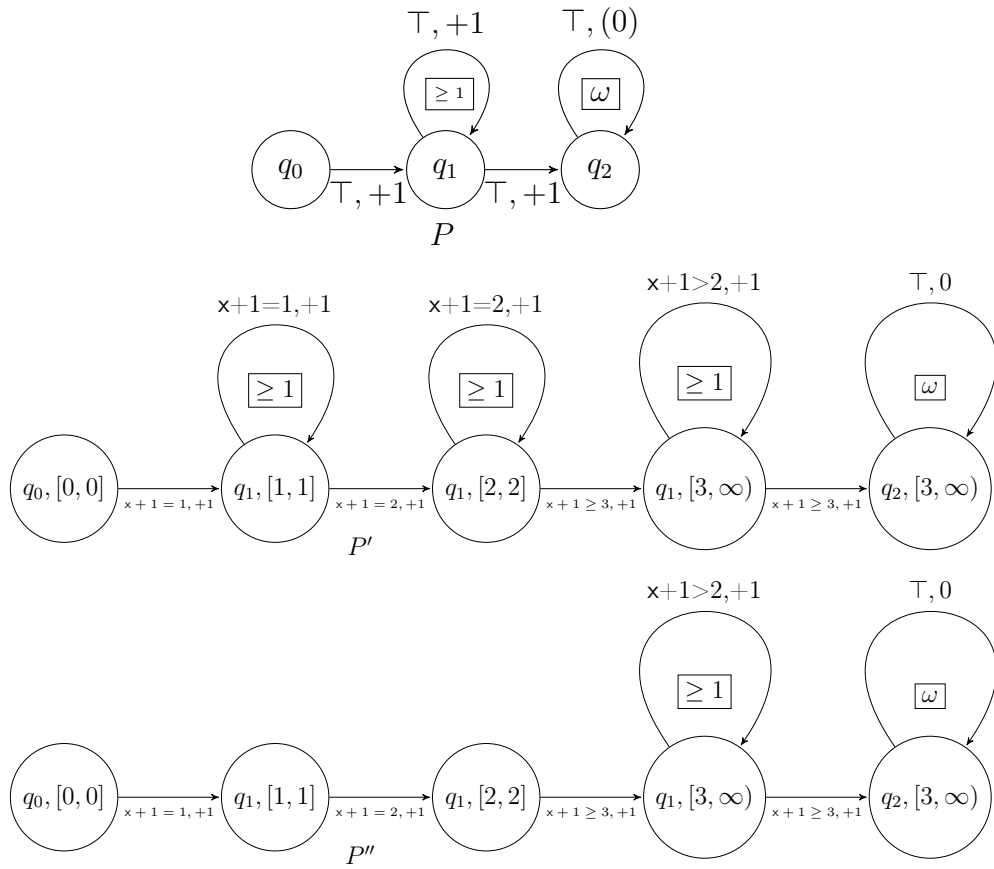 ⊤, +1 ⊤, (0)
≥ 1 ω
q₀ q₁ q₂
⊤, +1 ⊤, +1
P
x+1=1,+1 x+1=2,+1 x+1>2,+1 ⊤, 0
≥ 1 ≥ 1 ≥ 1 ω
q₀, [0, 0] q₁, [1, 1] q₁, [2, 2] q₁, [3, ∞) q₂, [3, ∞)
x + 1 = 1, +1 x + 1 = 2, +1 x + 1 ≥ 3, +1 x + 1 ≥ 3, +1
P′
x+1>2,+1 ⊤, 0
≥ 1 ω
q₀, [0, 0] q₁, [1, 1] q₁, [2, 2] q₁, [3, ∞) q₂, [3, ∞)
x + 1 = 1, +1 x + 1 = 2, +1 x + 1 ≥ 3, +1 x + 1 ≥ 3, +1
P″